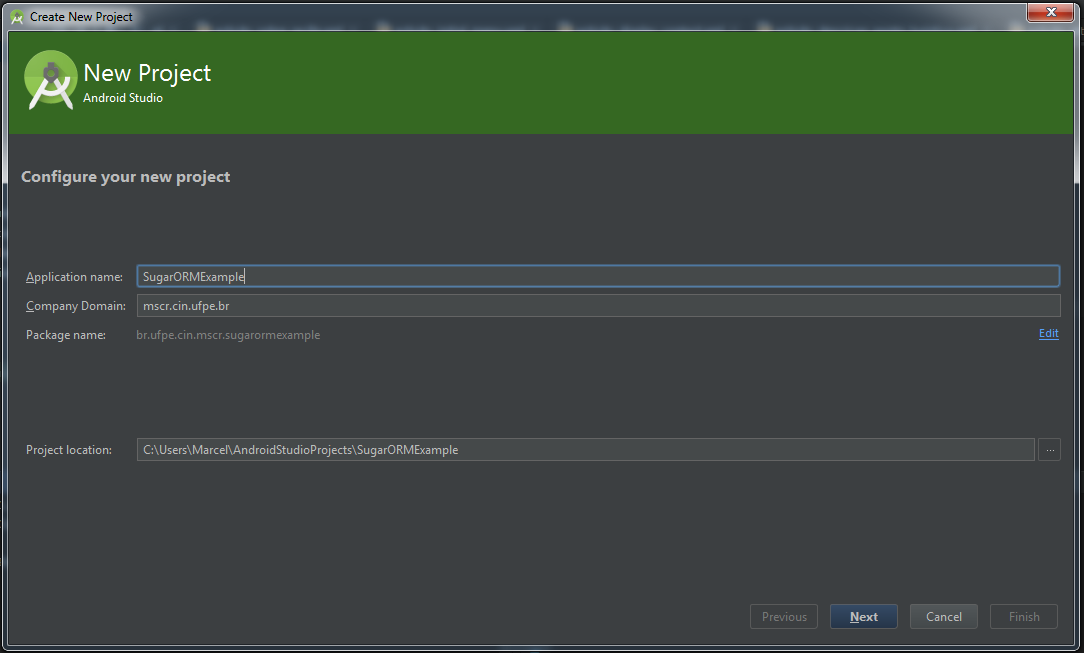 Create New Project
New Project
Android Studio
Configure your new project
Application name: SugarORMExample
Company Domain: mscr.cin.ufpe.br
Package name: br.ufpe.cin.mscr.sugarormexample Edit
Project location: C:\Users\Marcel\AndroidStudioProjects\SugarORMExample ...
Previous Next Cancel Finish